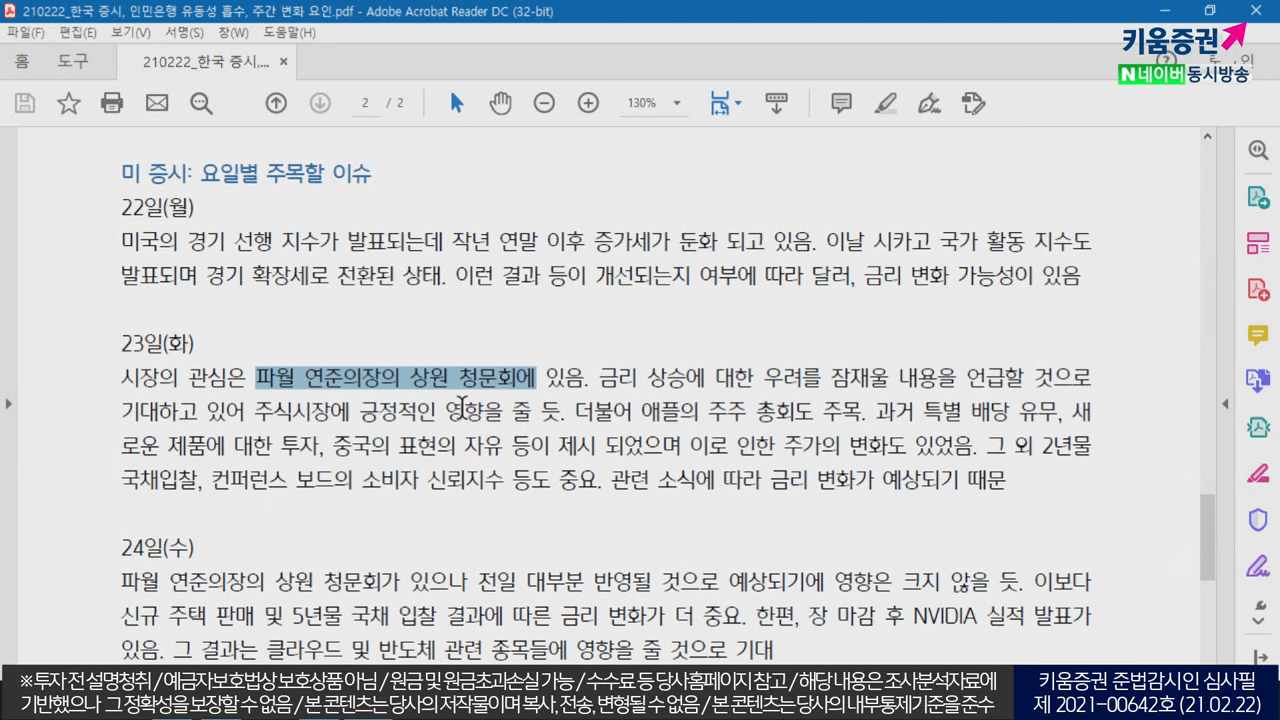 210222_한국 증시, 인민은행 유동성 흡수, 주간 변화 요인.pdf - Adobe Acrobat Reader DC (32-bit)
파일(F) 편집(E) 보기(V) 서명(S) 창(W) 도움말(H)
키움증권
N 네이버 동시방송
홈 도구 210222_한국 증시,... ×
2 / 2 130%
미 증시: 요일별 주목할 이슈
22일(월)
미국의 경기 선행 지수가 발표되는데 작년 연말 이후 증가세가 둔화 되고 있음. 이날 시카고 국가 활동 지수도
발표되며 경기 확장세로 전환된 상태. 이런 결과 등이 개선되는지 여부에 따라 달러, 금리 변화 가능성이 있음
23일(화)
시장의 관심은 파월 연준의장의 상원 청문회에 있음. 금리 상승에 대한 우려를 잠재울 내용을 언급할 것으로
기대하고 있어 주식시장에 긍정적인 영향을 줄 듯. 더불어 애플의 주주 총회도 주목. 과거 특별 배당 유무, 새
로운 제품에 대한 투자, 중국의 표현의 자유 등이 제시 되었으며 이로 인한 주가의 변화도 있었음. 그 외 2년물
국채입찰, 컨퍼런스 보드의 소비자 신뢰지수 등도 중요. 관련 소식에 따라 금리 변화가 예상되기 때문
24일(수)
파월 연준의장의 상원 청문회가 있으나 전일 대부분 반영될 것으로 예상되기에 영향은 크지 않을 듯. 이보다
신규 주택 판매 및 5년물 국채 입찰 결과에 따른 금리 변화가 더 중요. 한편, 장 마감 후 NVIDIA 실적 발표가
있음. 그 결과는 클라우드 및 반도체 관련 종목들에 영향을 줄 것으로 기대
※투자 전 설명청취 / 예금자보호법상 보호상품 아님 / 원금 및 원금초과손실 가능 / 수수료 등 당사홈페이지 참고 / 해당 내용은 조사분석자료에
기반했으나 그 정확성을 보장할 수 없음 / 본 콘텐츠는 당사의 저작물이며 복사, 전송, 변형될 수 없음 / 본 콘텐츠는 당사의 내부통제기준을 준수
키움증권 준법감시인 심사필
제 2021-00642호 (21.02.22)